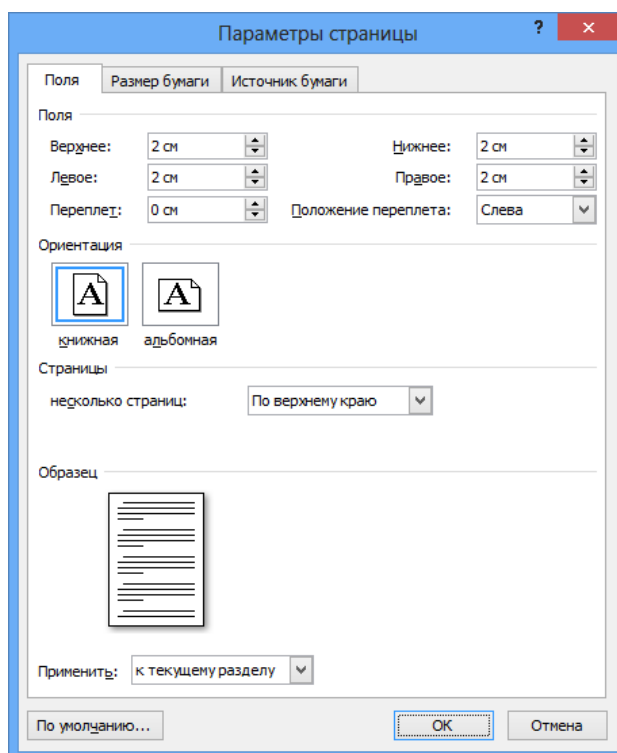 Параметры страницы ? ×
Поля Размер бумаги Источник бумаги
Поля
Верхнее: 2 см Нижнее: 2 см
Левое: 2 см Правое: 2 см
Переплет: 0 см Положение переплета: Слева
Ориентация
A A
книжная альбомная
Страницы
несколько страниц: По верхнему краю
Образец
Применить: к текущему разделу
По умолчанию... ОК Отмена